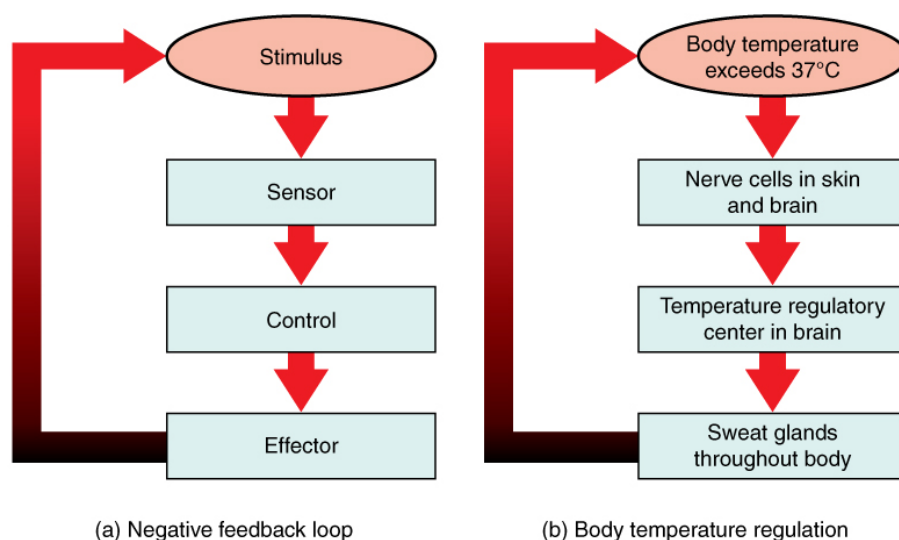 Stimulus
Sensor
Control
Effector
(a) Negative feedback loop
Body temperature
exceeds 37°C
Nerve cells in skin
and brain
Temperature regulatory
center in brain
Sweat glands
throughout body
(b) Body temperature regulation